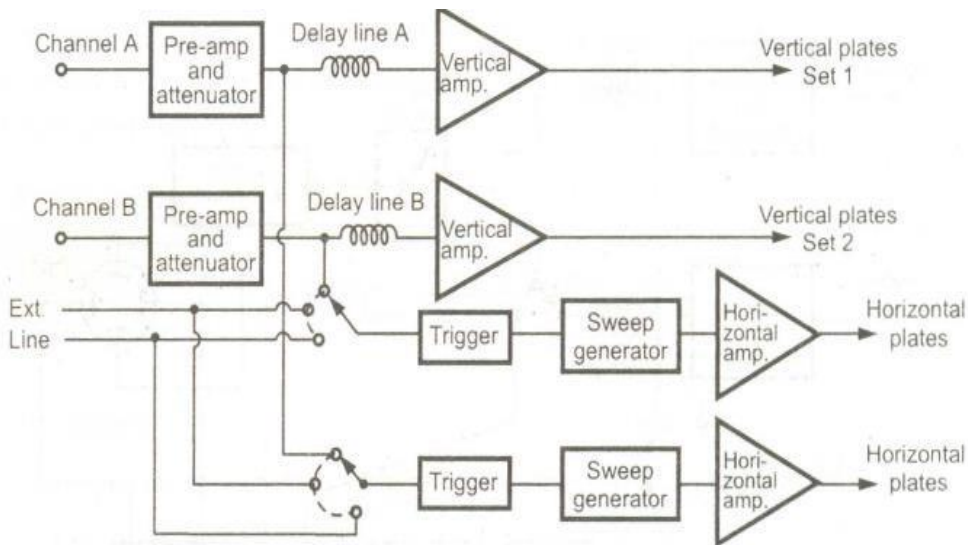 Channel A
Pre-amp
and
attenuator
Delay line A
Vertical
amp.
Vertical plates
Set 1
Channel B
Pre-amp
and
attenuator
Delay line B
Vertical
amp.
Vertical plates
Set 2
Ext.
Line
Trigger
Sweep
generator
Hori-
zontal
amp.
Horizontal
plates
Trigger
Sweep
generator
Hori-
zontal
amp.
Horizontal
plates